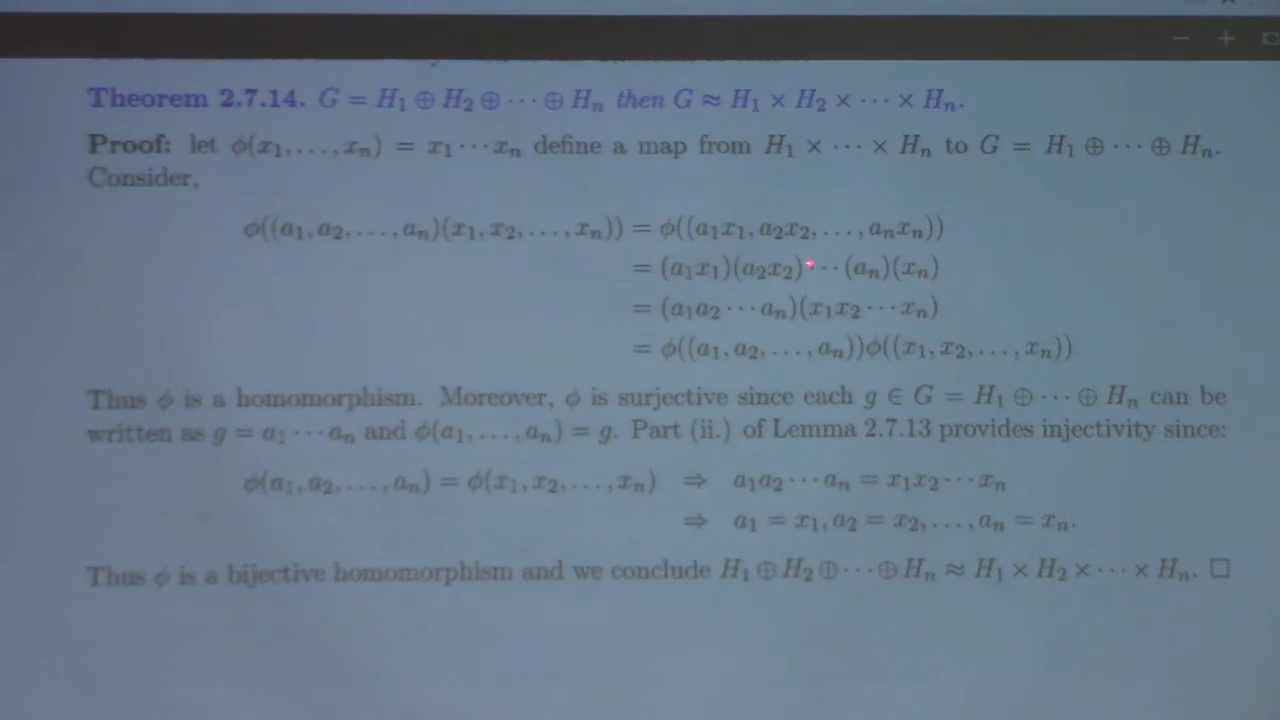 Theorem 2.7.14. G = H₁ ⊕ H₂ ⊕ ··· ⊕ Hₙ then G ≈ H₁ × H₂ × ··· × Hₙ.
Proof: let ϕ(x₁, . . . , xₙ) = x₁ ··· xₙ define a map from H₁ × ··· × Hₙ to G = H₁ ⊕ ··· ⊕ Hₙ.
Consider,
ϕ((a₁, a₂, . . . , aₙ)(x₁, x₂, . . . , xₙ)) = ϕ((a₁x₁, a₂x₂, . . . , aₙxₙ))
= (a₁x₁)(a₂x₂) ··· (aₙ)(xₙ)
= (a₁a₂ ··· aₙ)(x₁x₂ ··· xₙ)
= ϕ((a₁, a₂, . . . , aₙ))ϕ((x₁, x₂, . . . , xₙ))
Thus ϕ is a homomorphism. Moreover, ϕ is surjective since each g ∈ G = H₁ ⊕ ··· ⊕ Hₙ can be
written as g = a₁ ··· aₙ and ϕ(a₁, . . . , aₙ) = g. Part (ii.) of Lemma 2.7.13 provides injectivity since:
ϕ(a₁, a₂, . . . , aₙ) = ϕ(x₁, x₂, . . . , xₙ) ⇒ a₁a₂ ··· aₙ = x₁x₂ ··· xₙ
⇒ a₁ = x₁, a₂ = x₂, . . . , aₙ = xₙ.
Thus ϕ is a bijective homomorphism and we conclude H₁ ⊕ H₂ ⊕ ··· ⊕ Hₙ ≈ H₁ × H₂ × ··· × Hₙ. □